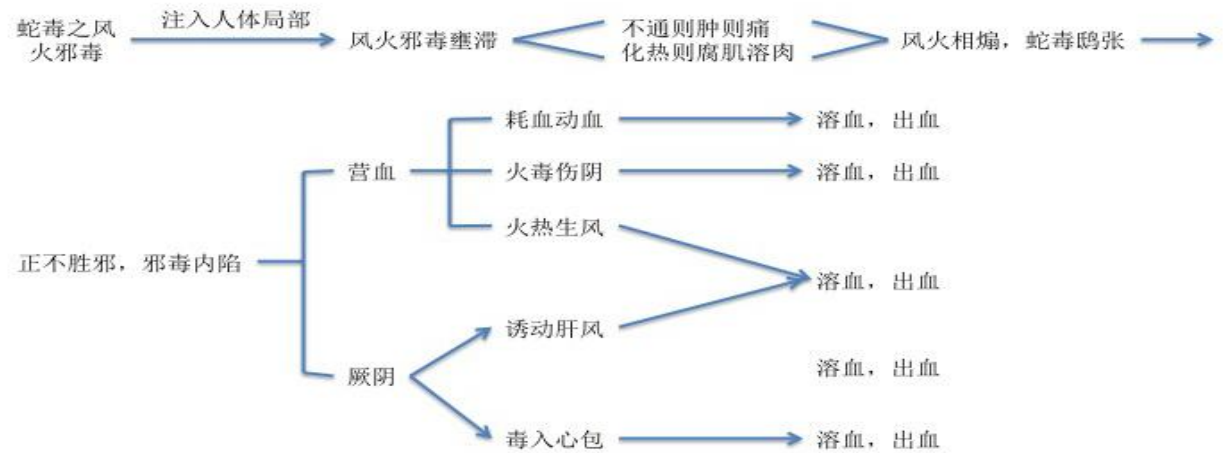 蛇毒之风
火邪毒
注入人体局部
风火邪毒壅滞
不通则肿则痛
化热则腐肌溶肉
风火相煽，蛇毒鸱张
耗血动血
溶血，出血
营血
火毒伤阴
溶血，出血
火热生风
正不胜邪，邪毒内陷
溶血，出血
诱动肝风
溶血，出血
厥阴
毒入心包
溶血，出血